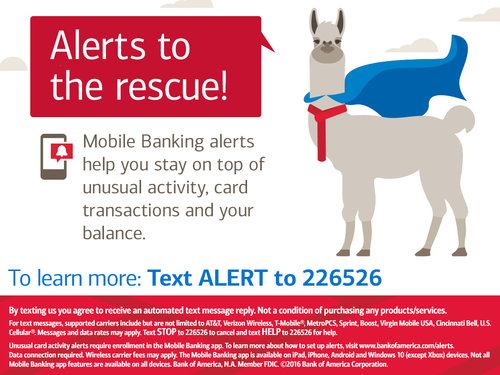 Alerts to
the rescue!
Mobile Banking alerts
help you stay on top of
unusual activity, card
transactions and your
balance.
To learn more: Text ALERT to 226526
By texting us you agree to receive an automated text message reply. Not a condition of purchasing any products/services.
For text messages, supported carriers include but are not limited to AT&T, Verizon Wireless, T-Mobile®, MetroPCS, Sprint, Boost, Virgin Mobile USA, Cincinnati Bell, U.S.
Cellular®. Messages and data rates may apply. Text STOP to 226526 to cancel and text HELP to 226526 for help.
Unusual card activity alerts require enrollment in the Mobile Banking app. To learn more about how to set up alerts, visit www.bankofamerica.com/alerts.
Data connection required. Wireless carrier fees may apply. The Mobile Banking app is available on iPad, iPhone, Android and Windows 10 (except Xbox) devices. Not all
Mobile Banking app features are available on all devices. Bank of America, N.A. Member FDIC. ©2016 Bank of America Corporation.